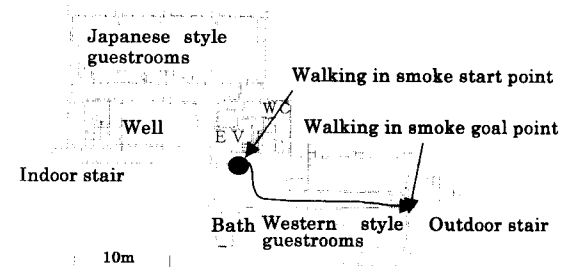 Japanese style
guestrooms
Walking in smoke start point
WC
Well
EV
Walking in smoke goal point
Indoor stair
Bath
Western style
guestrooms
Outdoor stair
10m